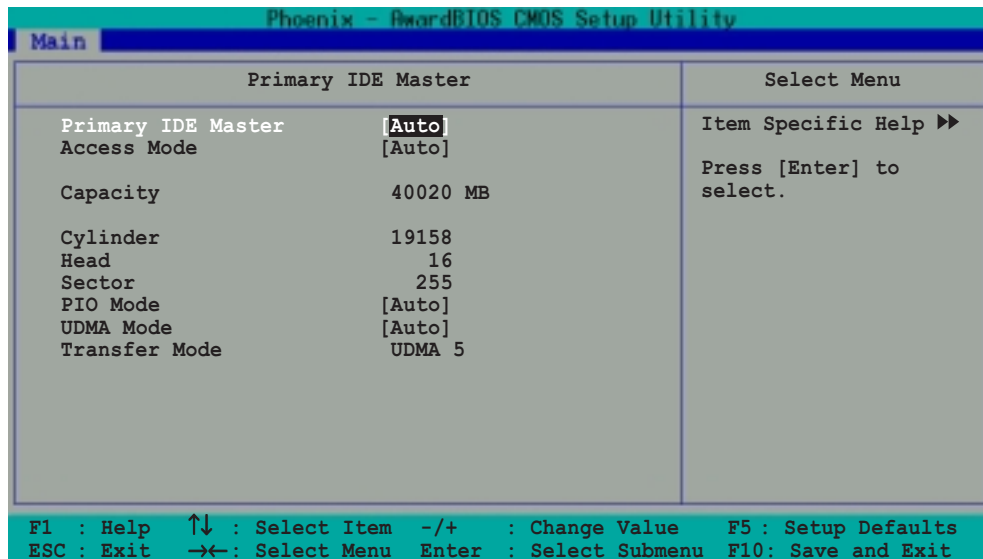 Phoenix - AwardBIOS CMOS Setup Utility
Main
Primary IDE Master
Select Menu
Primary IDE Master [Auto]
Access Mode [Auto]
Capacity 40020 MB
Cylinder 19158
Head 16
Sector 255
PIO Mode [Auto]
UDMA Mode [Auto]
Transfer Mode UDMA 5
Item Specific Help ▶▶
Press [Enter] to
select.
F1 : Help ↑↓ : Select Item -/+ : Change Value F5 : Setup Defaults
ESC : Exit →← : Select Menu Enter : Select Submenu F10: Save and Exit